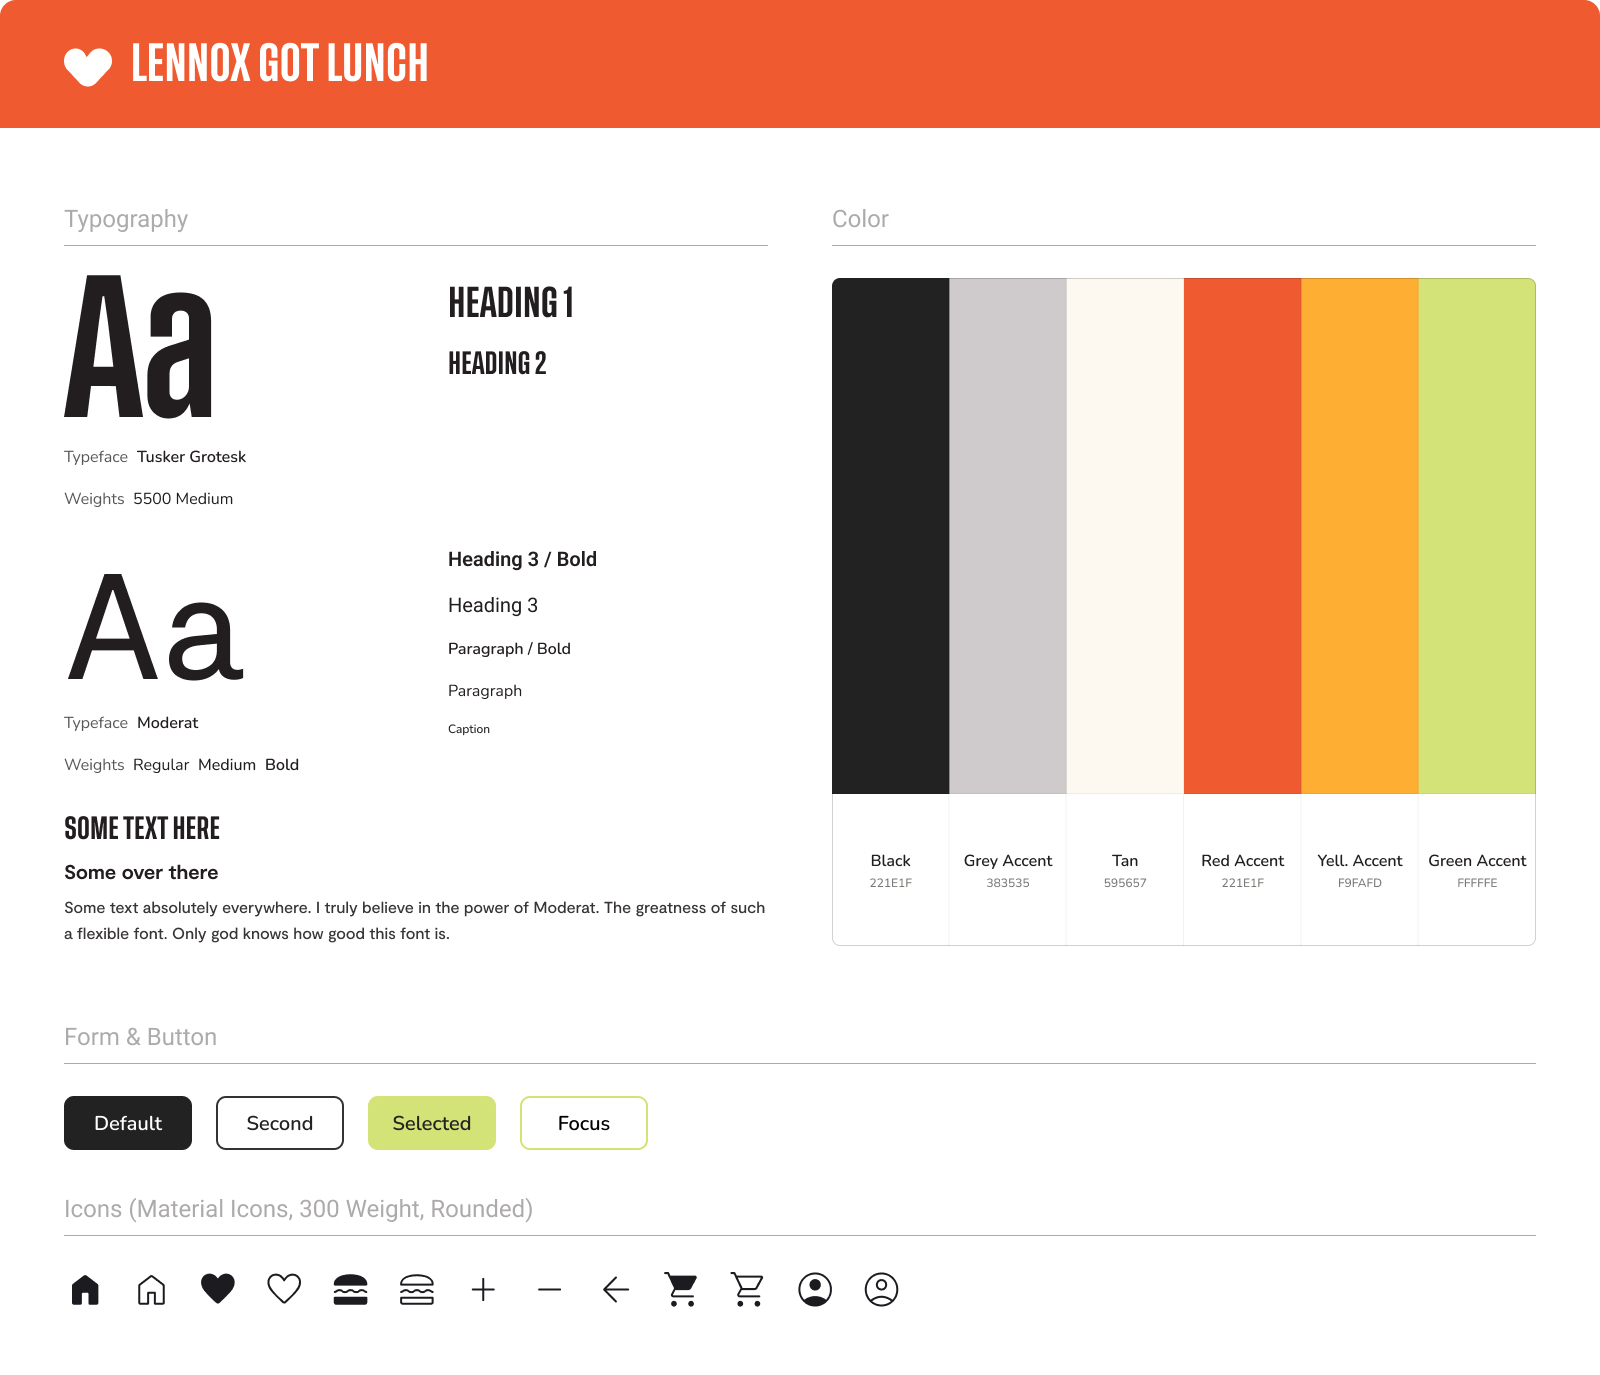 LENNOX GOT LUNCH
Typography
Aa
HEADING 1
HEADING 2
Typeface Tusker Grotesk
Weights 5500 Medium
Aa
Heading 3 / Bold
Heading 3
Paragraph / Bold
Paragraph
Caption
Typeface Moderat
Weights Regular Medium Bold
SOME TEXT HERE
Some over there
Some text absolutely everywhere. I truly believe in the power of Moderat. The greatness of such
a flexible font. Only god knows how good this font is.
Color
Black
221E1F
Grey Accent
383535
Tan
595657
Red Accent
221E1F
Yell. Accent
F9FAFD
Green Accent
FFFFFE
Form & Button
Default
Second
Selected
Focus
Icons (Material Icons, 300 Weight, Rounded)